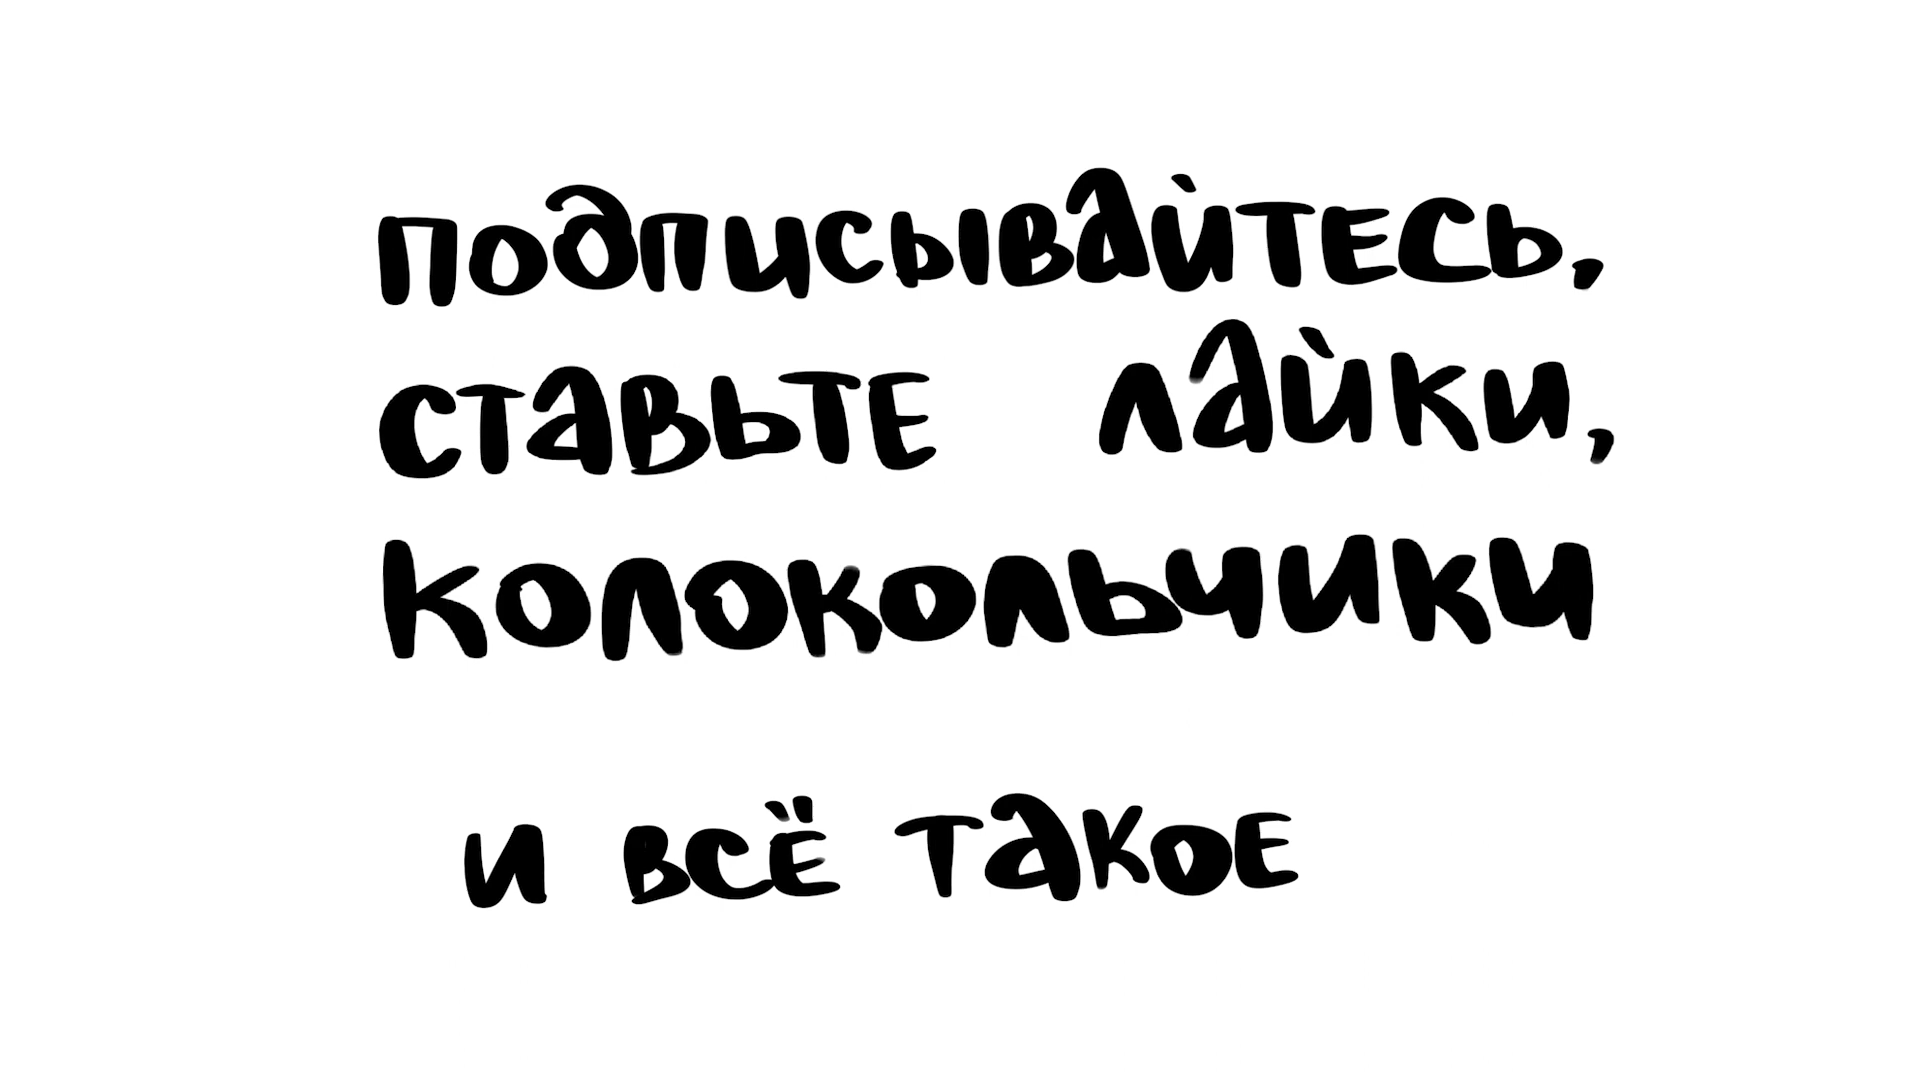 подписывайтесь,
ставьте лайки,
колокольчики
и всё такое